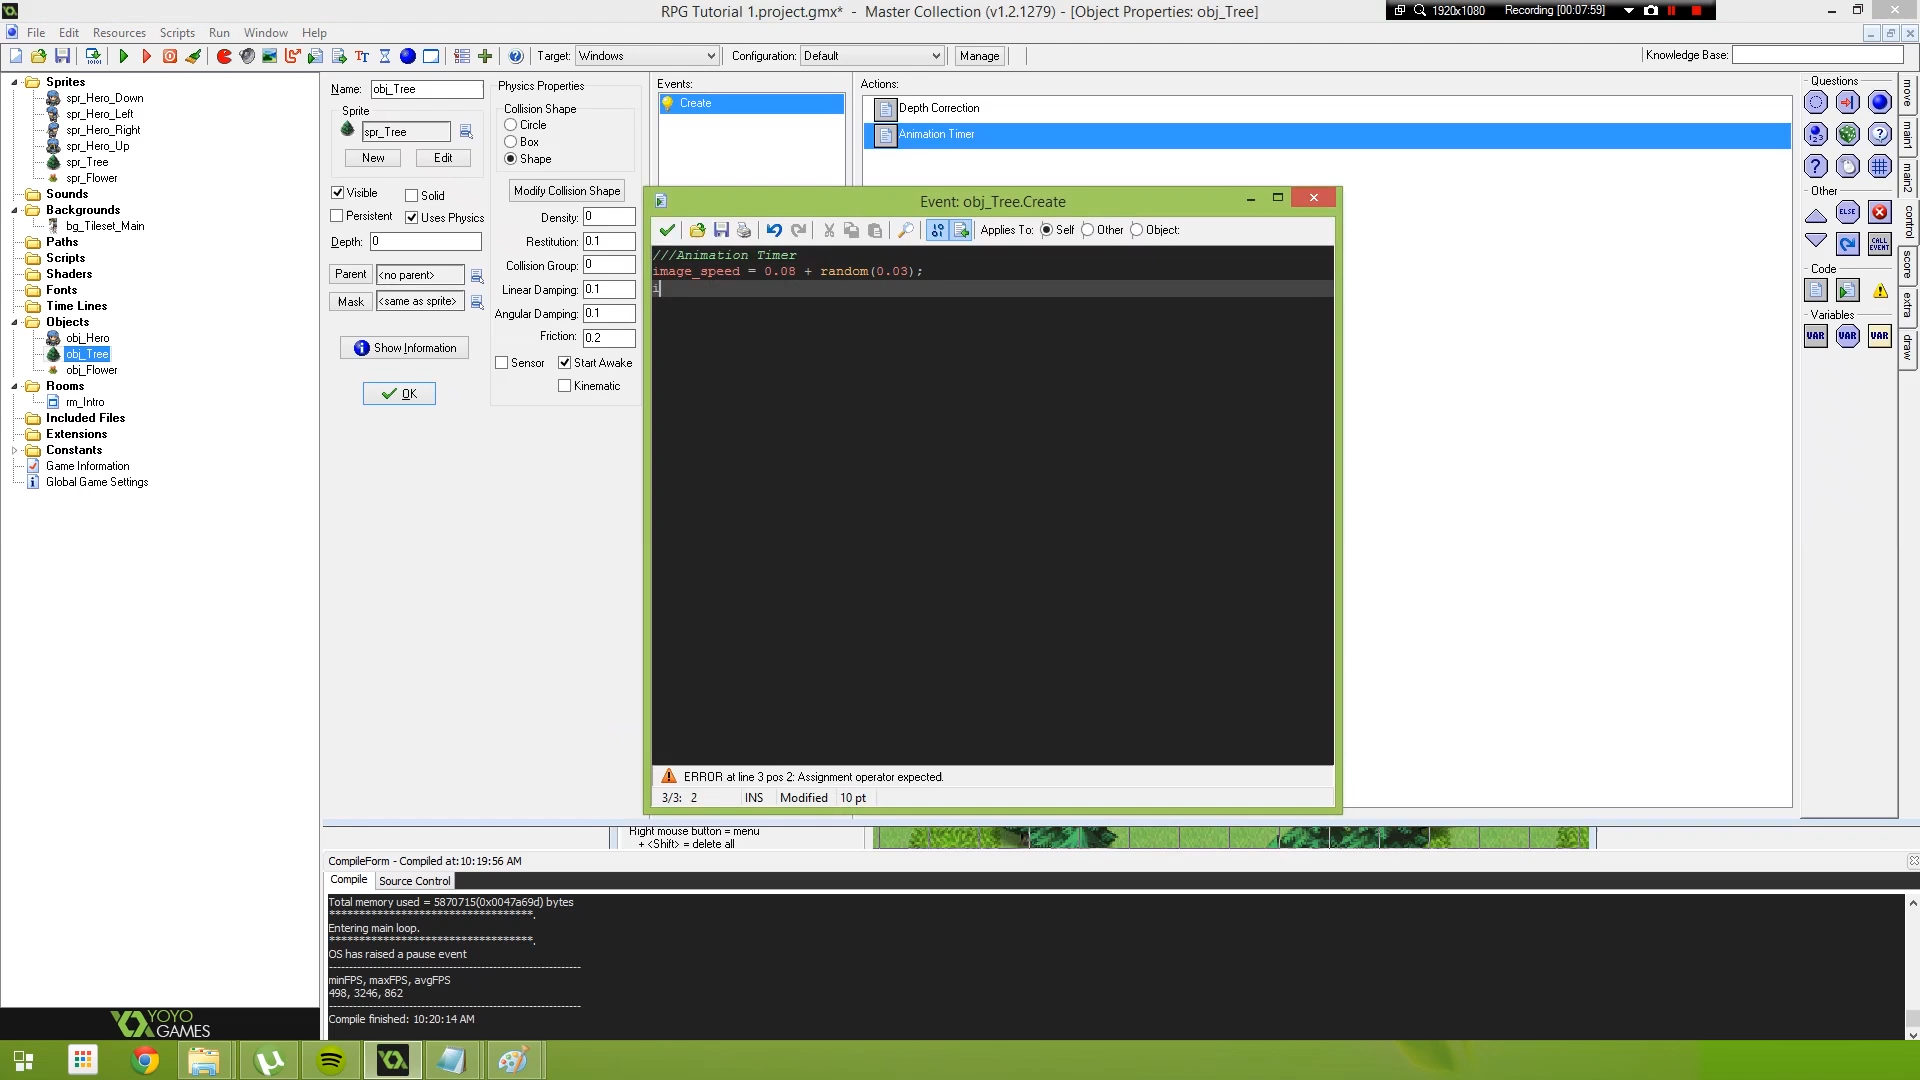 RPG Tutorial 1.project.gmx* - Master Collection (v1.2.1279) - [Object Properties: obj_Tree]
1920x1080 Recording [00:07:59]
File Edit Resources Scripts Run Window Help
Target: Windows Configuration: Default Manage Knowledge Base:
Sprites
spr_Hero_Down
spr_Hero_Left
spr_Hero_Right
spr_Hero_Up
spr_Tree
spr_Flower
Sounds
Backgrounds
bg_Tileset_Main
Paths
Scripts
Shaders
Fonts
Time Lines
Objects
obj_Hero
obj_Tree
obj_Flower
Rooms
rm_Intro
Included Files
Extensions
Constants
Game Information
Global Game Settings
YOYO
GAMES
Name: obj_Tree
Sprite
spr_Tree
New Edit
Visible Solid
Persistent Uses Physics
Depth: 0
Parent <no parent>
Mask <same as sprite>
Show Information
OK
Physics Properties
Collision Shape
Circle
Box
Shape
Modify Collision Shape
Density: 0
Restitution: 0.1
Collision Group: 0
Linear Damping: 0.1
Angular Damping: 0.1
Friction: 0.2
Sensor Start Awake
Kinematic
Events:
Create
Actions:
Depth Correction
Animation Timer
Event: obj_Tree.Create
Applies To: Self Other Object:
///Animation Timer
image_speed = 0.08 + random(0.03);
i
ERROR at line 3 pos 2: Assignment operator expected.
3/3: 2 INS Modified 10 pt
Questions
Other
ELSE
CALL
EVENT
Code
Variables
VAR VAR VAR
move
main1
main2
control
score
extra
draw
Right mouse button = menu
+ <Shift> = delete all
CompileForm - Compiled at:10:19:56 AM
Compile Source Control
Total memory used = 5870715(0x0047a69d) bytes
**********************************.
Entering main loop.
**********************************.
OS has raised a pause event
---------------------------------------------------------------
minFPS, maxFPS, avgFPS
498, 3246, 862
---------------------------------------------------------------
Compile finished: 10:20:14 AM